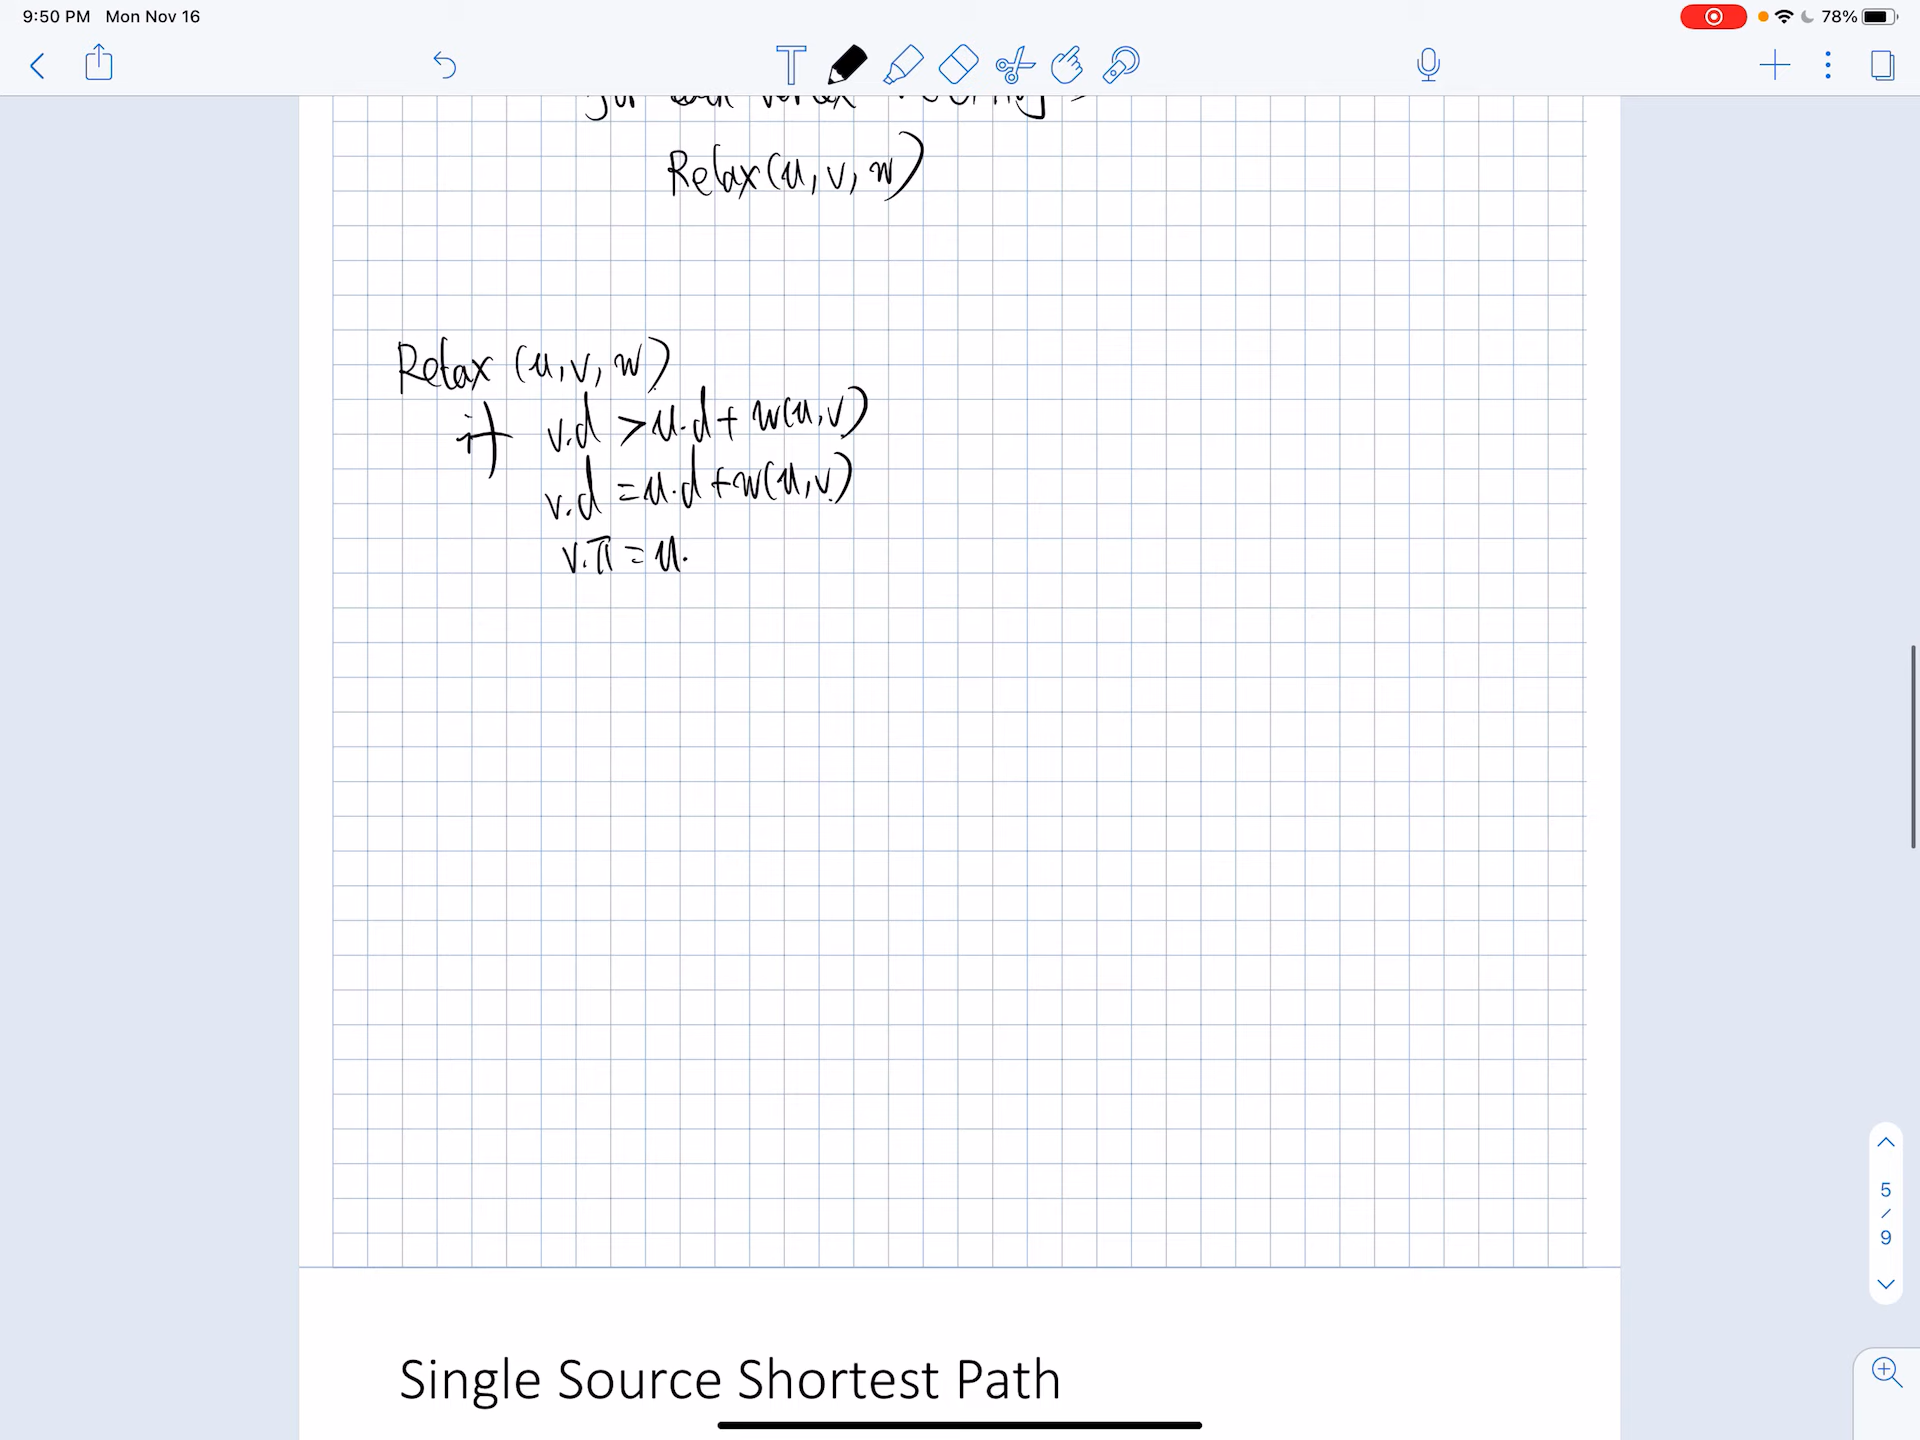 9:50 PM Mon Nov 16
78%
Relax(u, v, w)
Relax (u, v, w)
if v.d > u.d + w(u,v)
v.d = u.d + w(u,v)
v.π = u.
5
/
9
Single Source Shortest Path